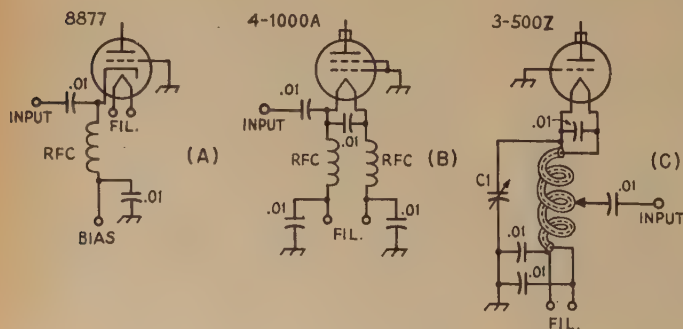 8877
.01
INPUT
FIL.
RFC
(A)
.01
BIAS
4-1000A
.01
INPUT
.01
RFC
RFC
(B)
.01
FIL.
.01
3-500Z
.01
C1
(C)
.01
INPUT
.01
.01
FIL.